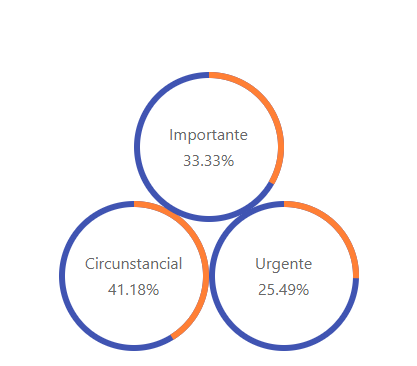 Importante
33.33%
Circunstancial
41.18%
Urgente
25.49%